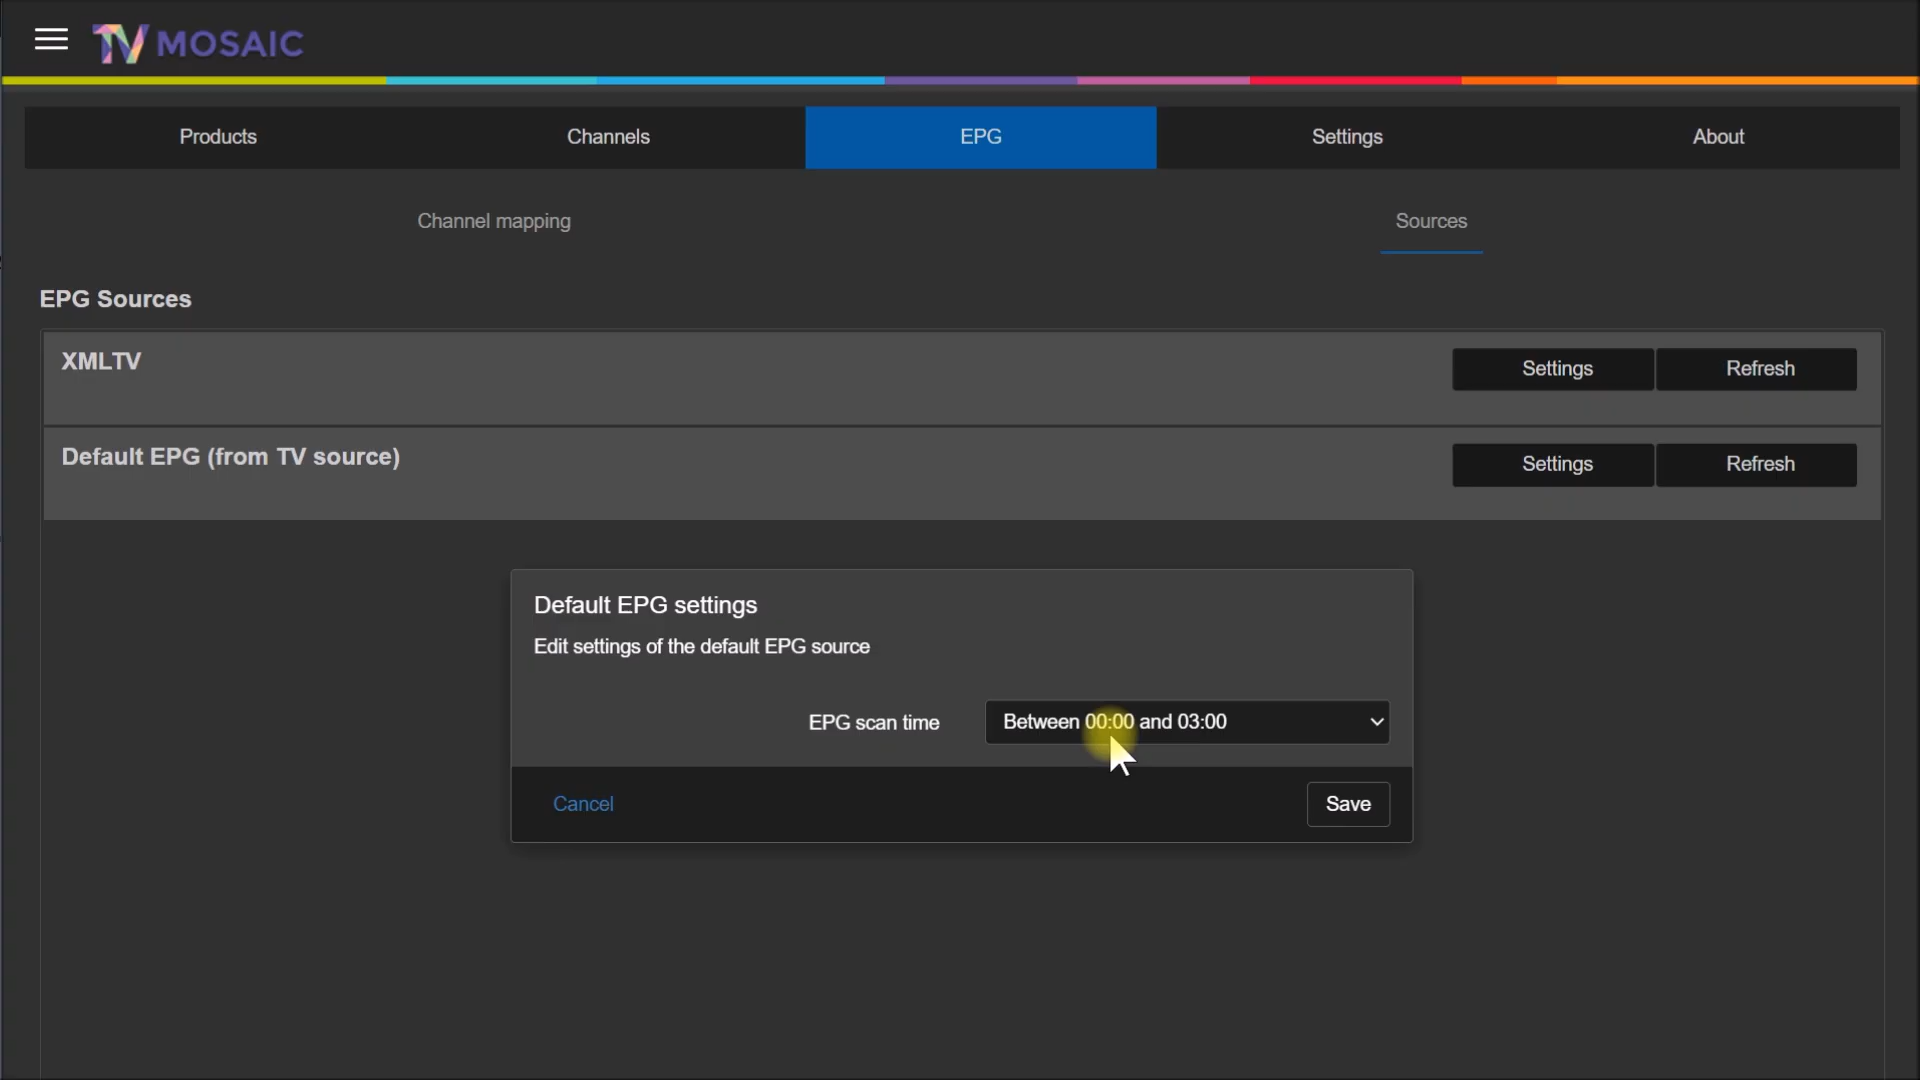 TV MOSAIC
Products Channels EPG Settings About
Channel mapping Sources
EPG Sources
XMLTV Settings Refresh
Default EPG (from TV source) Settings Refresh
Default EPG settings
Edit settings of the default EPG source
EPG scan time Between 00:00 and 03:00
Cancel Save